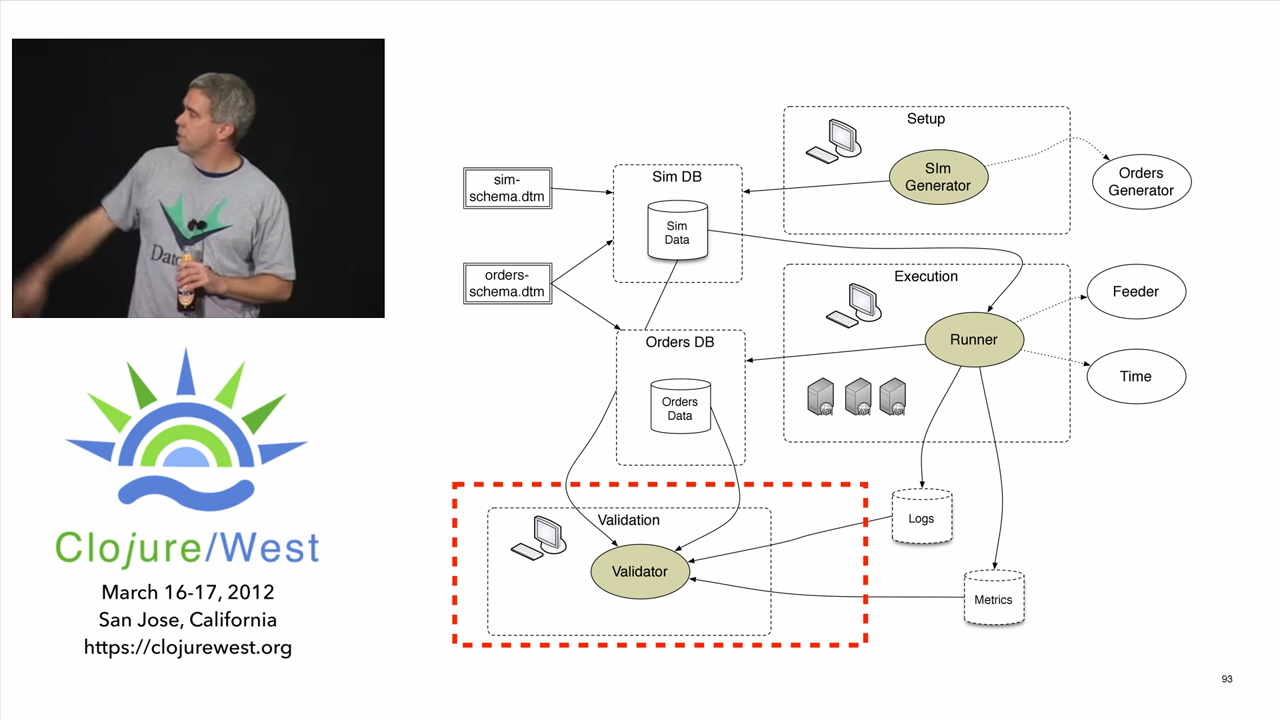 Dato
Clojure/West
March 16-17, 2012
San Jose, California
https://clojurewest.org
Setup
SIm
Generator
Orders
Generator
sim-
schema.dtm
Sim DB
Sim
Data
orders-
schema.dtm
Execution
Feeder
Runner
Time
Orders DB
Orders
Data
Validation
Validator
Logs
Metrics
93